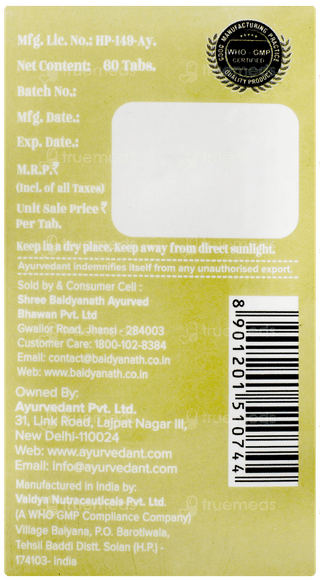 Mfg. Lic. No.: HP-149-Ay.
Net Content: 60 Tabs.
GOOD MANUFACTURING PRACTICE
WHO - GMP
CERTIFIED
QUALITY PRODUCTS
Batch No.:
Mfg. Date.:
Exp. Date.:
M.R.P.₹
(Incl. of all Taxes)
Unit Sale Price ₹
Per Tab.
Keep in a dry place. Keep away from direct sunlight.
Ayurvedant indemnifies itself from any unauthorised export.
Sold by & Consumer Cell :
Shree Baidyanath Ayurved
Bhawan Pvt. Ltd
Gwalior Road, Jhansi - 284003
Customer Care: 1800-102-8384
Email: contact@baidyanath.co.in
Web: www.baidyanath.co.in
Owned By:
Ayurvedant Pvt. Ltd.
31, Link Road, Lajpat Nagar III,
New Delhi-110024
Web: www.ayurvedant.com
Email: info@ayurvedant.com
Manufactured in India by:
Vaidya Nutraceuticals Pvt. Ltd.
(A WHO GMP Compliance Company)
Village Balyana, P.O. Barotiwala,
Tehsil Baddi Distt. Solan (H.P.) -
174103- India
8 901201 510744
truemeds